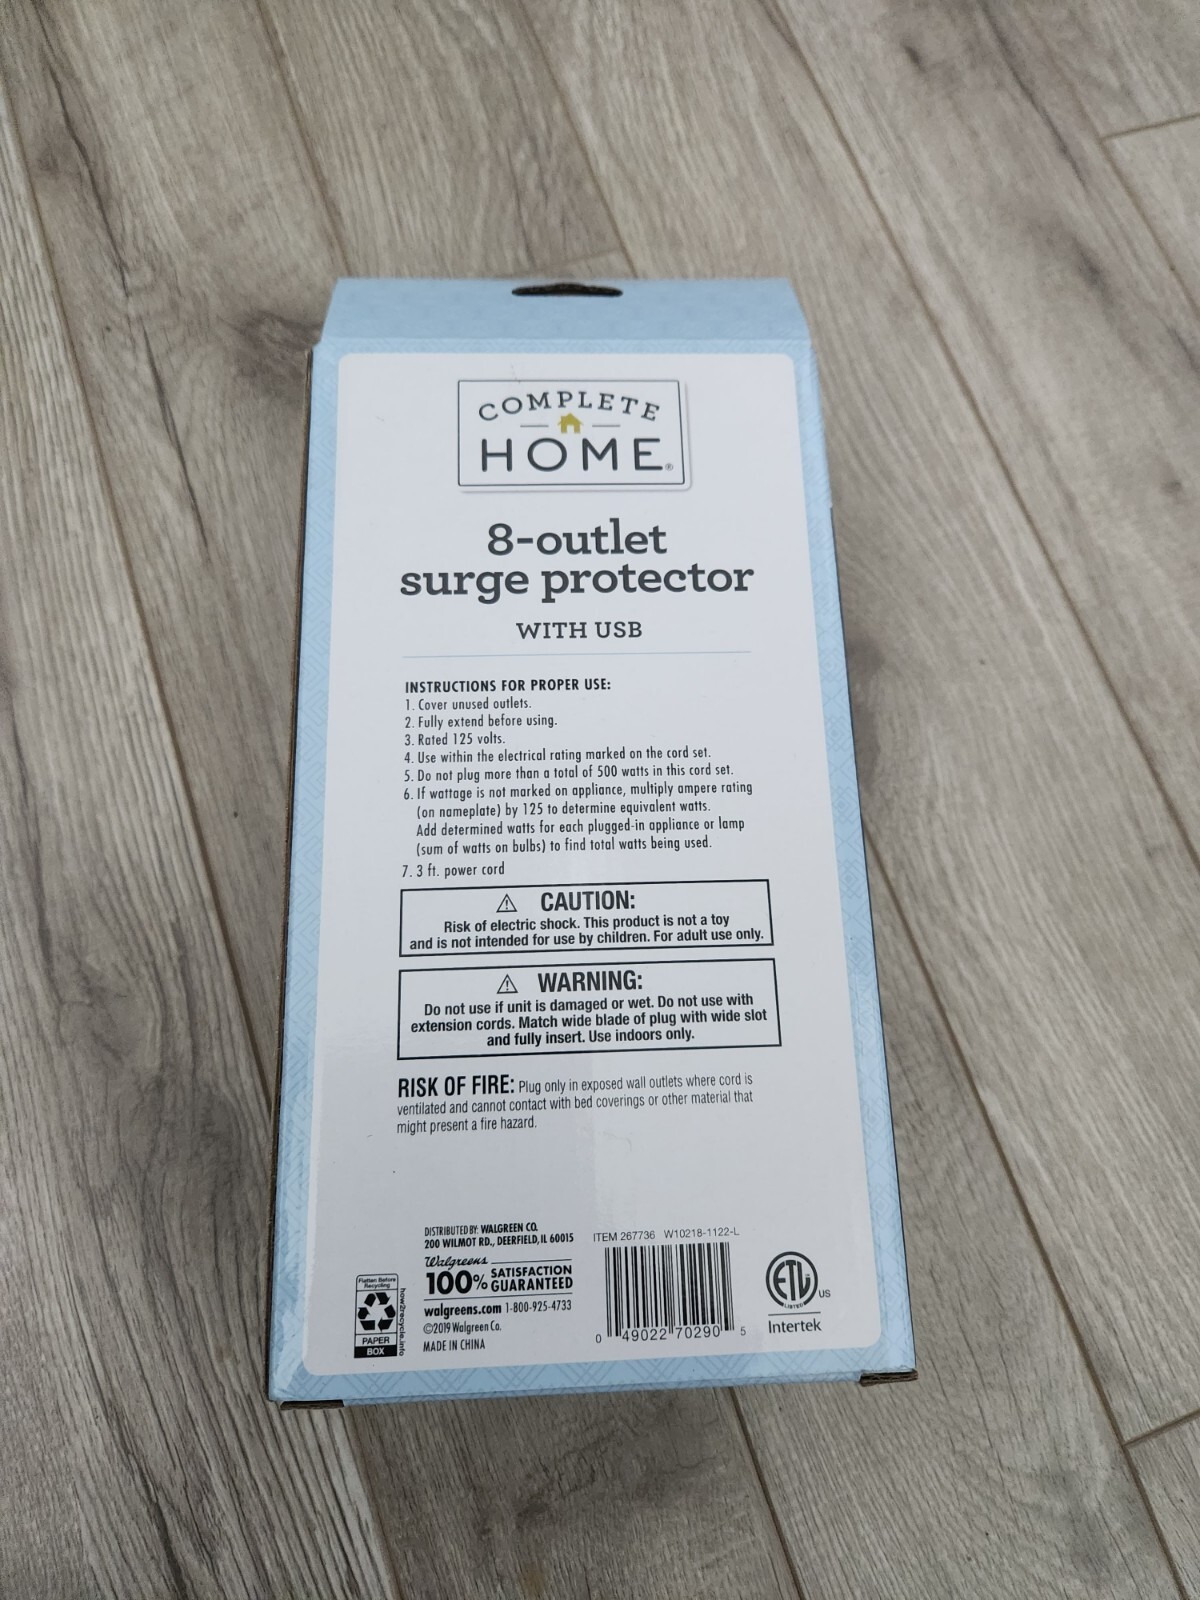 COMPLETE
HOME®
8-outlet
surge protector
WITH USB
INSTRUCTIONS FOR PROPER USE:
1. Cover unused outlets.
2. Fully extend before using.
3. Rated 125 volts.
4. Use within the electrical rating marked on the cord set.
5. Do not plug more than a total of 500 watts in this cord set.
6. If wattage is not marked on appliance, multiply ampere rating
(on nameplate) by 125 to determine equivalent watts.
Add determined watts for each plugged-in appliance or lamp
(sum of watts on bulbs) to find total watts being used.
7. 3 ft. power cord
⚠ CAUTION:
Risk of electric shock. This product is not a toy
and is not intended for use by children. For adult use only.
⚠ WARNING:
Do not use if unit is damaged or wet. Do not use with
extension cords. Match wide blade of plug with wide slot
and fully insert. Use indoors only.
RISK OF FIRE: Plug only in exposed wall outlets where cord is
ventilated and cannot contact with bed coverings or other material that
might present a fire hazard.
DISTRIBUTED BY: WALGREEN CO.
200 WILMOT RD., DEERFIELD, IL 60015
Walgreens
100% SATISFACTION
GUARANTEED
walgreens.com 1-800-925-4733
©2019 Walgreen Co.
MADE IN CHINA
Flatten Before
Recycling
PAPER
BOX
how2recycle.info
ITEM 267736 W10218-1122-L
0 49022 70290 5
ETL
LISTED
US
Intertek